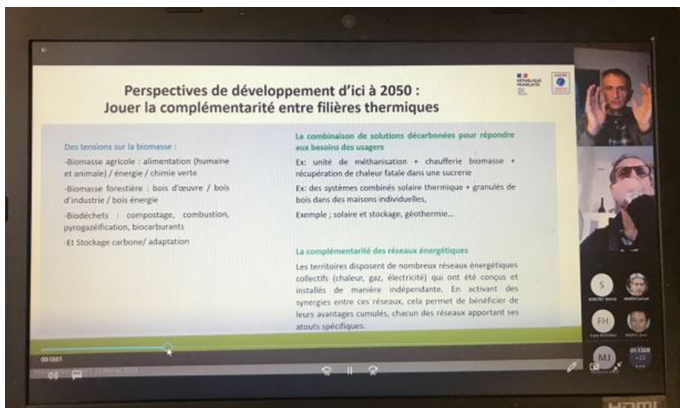 Perspectives de développement d'ici à 2050 :
Jouer la complémentarité entre filières thermiques
RÉPUBLIQUE
FRANÇAISE
Des tensions sur la biomasse :
-Biomasse agricole : alimentation (humaine
et animale) / énergie / chimie verte
-Biomasse forestière : bois d'œuvre / bois
d'industrie / bois énergie
-Biodéchets : compostage, combustion,
pyrogazéification, biocarburants
-Et Stockage carbone/ adaptation
La combinaison de solutions décarbonées pour répondre
aux besoins des usagers
Ex: unité de méthanisation + chaufferie biomasse +
récupération de chaleur fatale dans une sucrerie
Ex: des systèmes combinés solaire thermique + granulés de
bois dans des maisons individuelles,
Exemple ; solaire et stockage, géothermie...
La complémentarité des réseaux énergétiques
Les territoires disposent de nombreux réseaux énergétiques
collectifs (chaleur, gaz, électricité) qui ont été conçus et
installés de manière indépendante. En activant des
synergies entre ces réseaux, cela permet de bénéficier de
leurs avantages cumulés, chacun des réseaux apportant ses
atouts spécifiques.
S
FH
MJ
HDMI